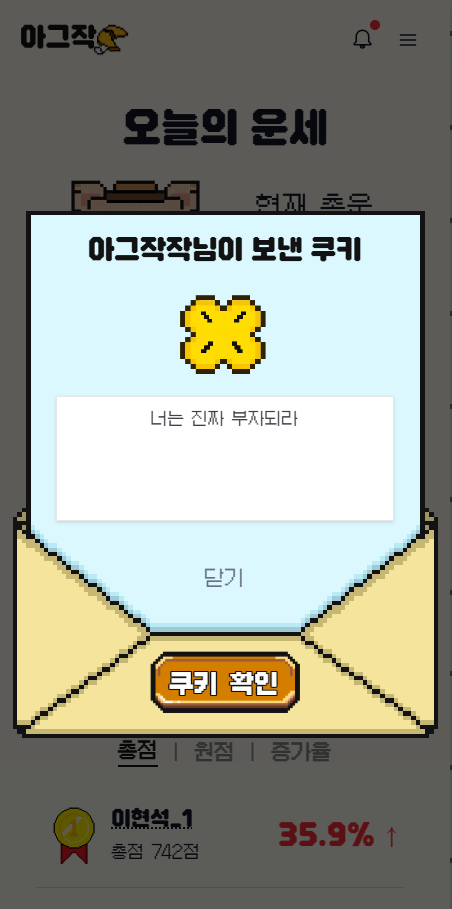 아그작
오늘의 운세
현재 총운
아그작작님이 보낸 쿠키
너는 진짜 부자되라
닫기
쿠키 확인
총점 | 원점 | 증가율
이현석_1
총점 742점
35.9% ↑